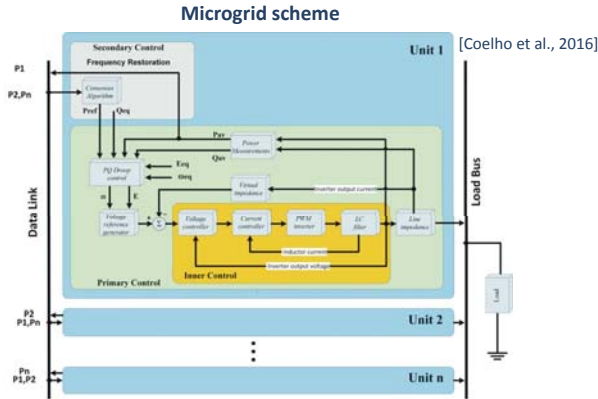 Microgrid scheme
[Coelho et al., 2016]
Secondary Control
Frequency Restoration
Unit 1
P1
P2,Pn
Consensus
Algorithm
Pref
Qeq
Pav
Qav
Power
Measurements
PQ Droop
control
Eeq
ω
E
Virtual
impedance
Inverter output current
Voltage
reference
generator
+
-
Σ
Voltage
controller
Current
controller
PWM
inverter
LC
filter
Line
impedance
Inductor current
Inverter output voltage
Inner Control
Primary Control
Data Link
Load Bus
Load
P2
P1,Pn
Unit 2
Pn
P1,P2
Unit n